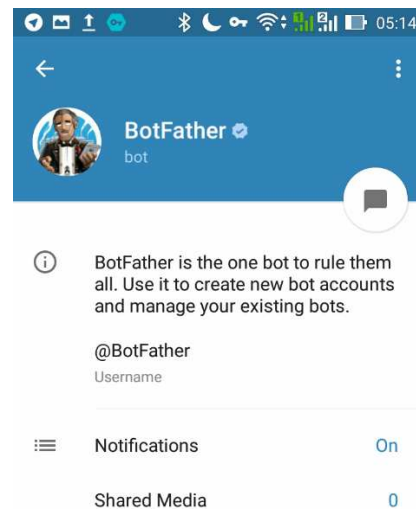 05:14
BotFather
bot
BotFather is the one bot to rule them
all. Use it to create new bot accounts
and manage your existing bots.
@BotFather
Username
Notifications On
Shared Media 0